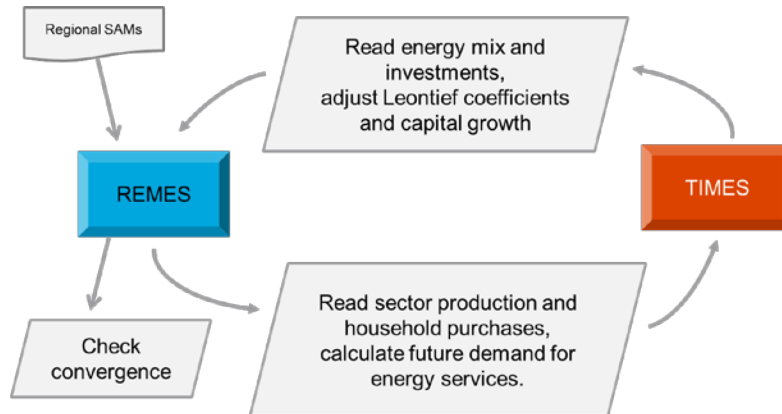 Regional SAMs
Read energy mix and
investments,
adjust Leontief coefficients
and capital growth
REMES
TIMES
Read sector production and
household purchases,
calculate future demand for
energy services.
Check
convergence